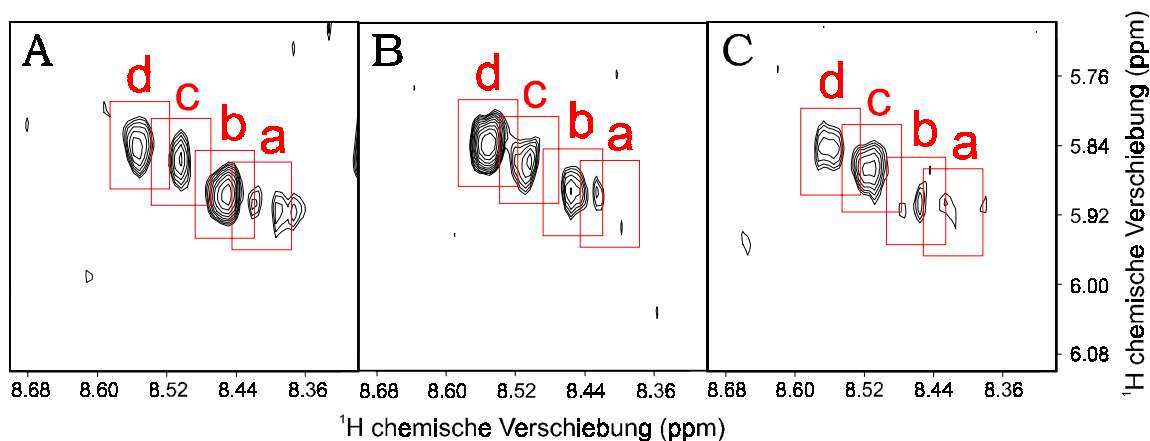 A
B
C
d
c
b
a
d
c
b
a
d
c
b
a
5.76
5.84
5.92
6.00
6.08
¹H chemische Verschiebung (ppm)
8.68 8.60 8.52 8.44 8.36
8.68 8.60 8.52 8.44 8.36
8.68 8.60 8.52 8.44 8.36
¹H chemische Verschiebung (ppm)